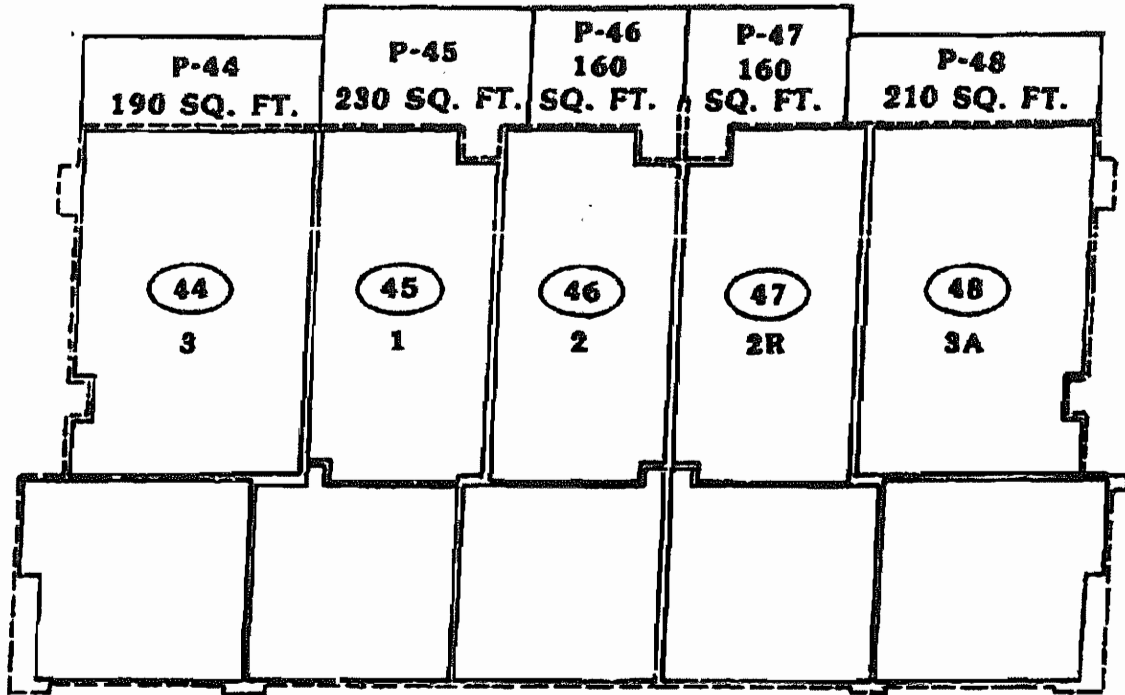 P-44
190 SQ. FT.
P-45
230 SQ. FT.
P-46
160
SQ. FT.
P-47
160
SQ. FT.
P-48
210 SQ. FT.
44
3
45
1
46
2
47
2R
48
3A